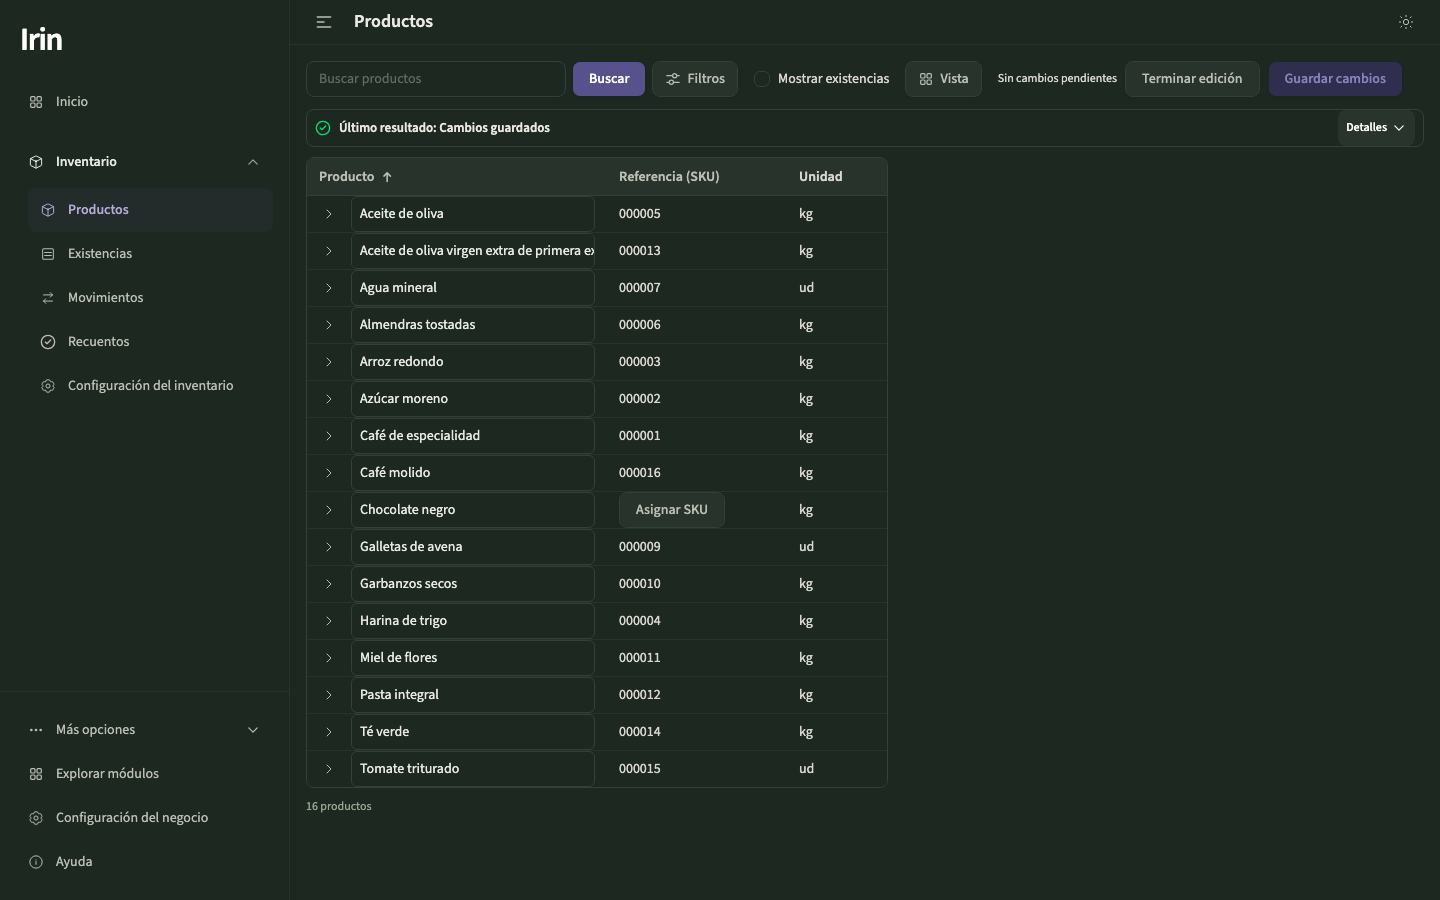 Irin
Inicio
Inventario
Productos
Existencias
Movimientos
Recuentos
Configuración del inventario
Más opciones
Explorar módulos
Configuración del negocio
Ayuda
Productos
Buscar productos
Buscar
Filtros
Mostrar existencias
Vista
Sin cambios pendientes
Terminar edición
Guardar cambios
Último resultado: Cambios guardados
Detalles
Producto Referencia (SKU) Unidad
Aceite de oliva 000005 kg
Aceite de oliva virgen extra de primera ex 000013 kg
Agua mineral 000007 ud
Almendras tostadas 000006 kg
Arroz redondo 000003 kg
Azúcar moreno 000002 kg
Café de especialidad 000001 kg
Café molido 000016 kg
Chocolate negro Asignar SKU kg
Galletas de avena 000009 ud
Garbanzos secos 000010 kg
Harina de trigo 000004 kg
Miel de flores 000011 kg
Pasta integral 000012 kg
Té verde 000014 kg
Tomate triturado 000015 ud
16 productos